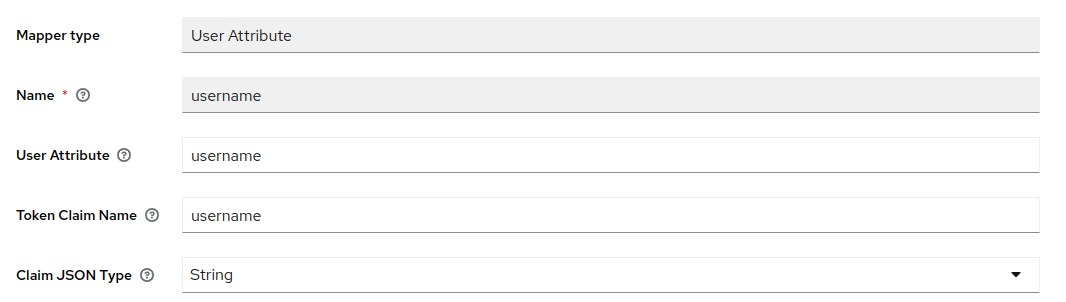 Mapper type User Attribute
Name * username
User Attribute username
Token Claim Name username
Claim JSON Type String